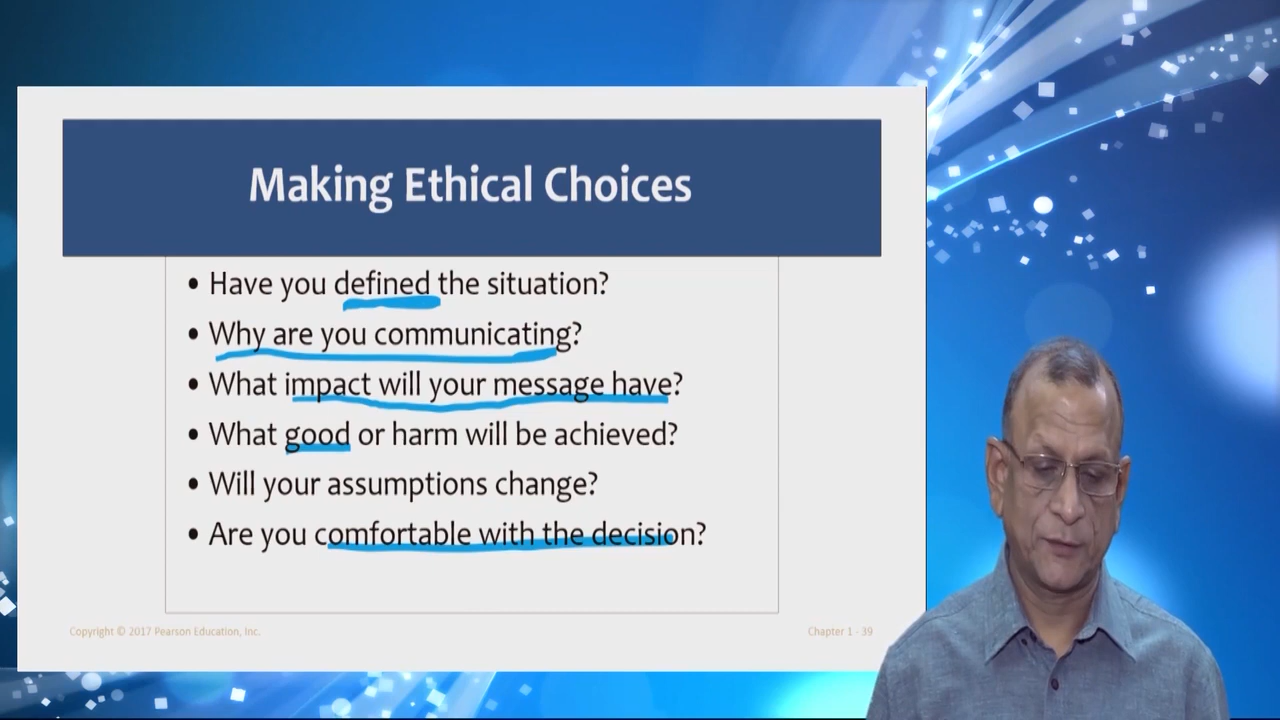 Making Ethical Choices
• Have you defined the situation?
• Why are you communicating?
• What impact will your message have?
• What good or harm will be achieved?
• Will your assumptions change?
• Are you comfortable with the decision?
Copyright © 2017 Pearson Education, Inc.
Chapter 1 - 39